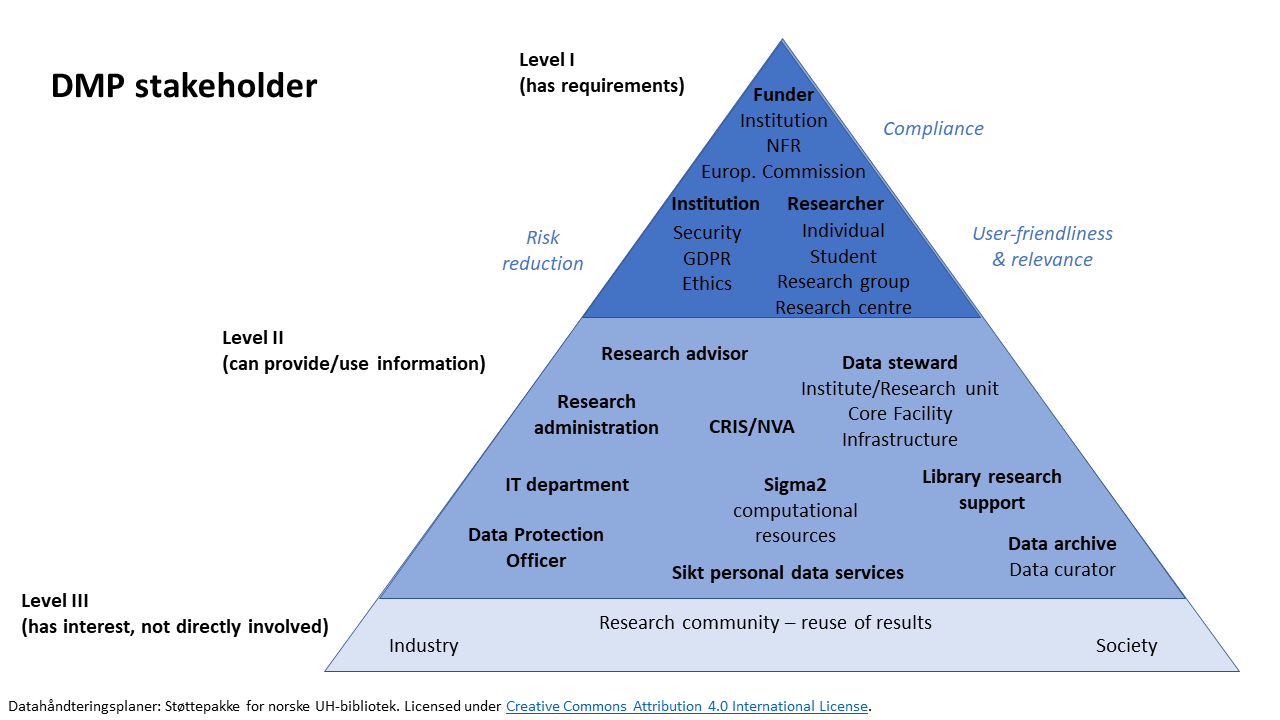 DMP stakeholder
Level I
(has requirements)
Funder
Institution
NFR
Europ. Commission
Compliance
Institution
Security
GDPR
Ethics
Researcher
Individual
Student
Research group
Research centre
Risk
reduction
User-friendliness
& relevance
Level II
(can provide/use information)
Research advisor
Data steward
Institute/Research unit
Core Facility
Infrastructure
Research
administration
CRIS/NVA
IT department
Sigma2
computational
resources
Library research
support
Data Protection
Officer
Data archive
Data curator
Sikt personal data services
Level III
(has interest, not directly involved)
Research community – reuse of results
Industry
Society
Datahåndteringsplaner: Støttepakke for norske UH-bibliotek. Licensed under Creative Commons Attribution 4.0 International License.